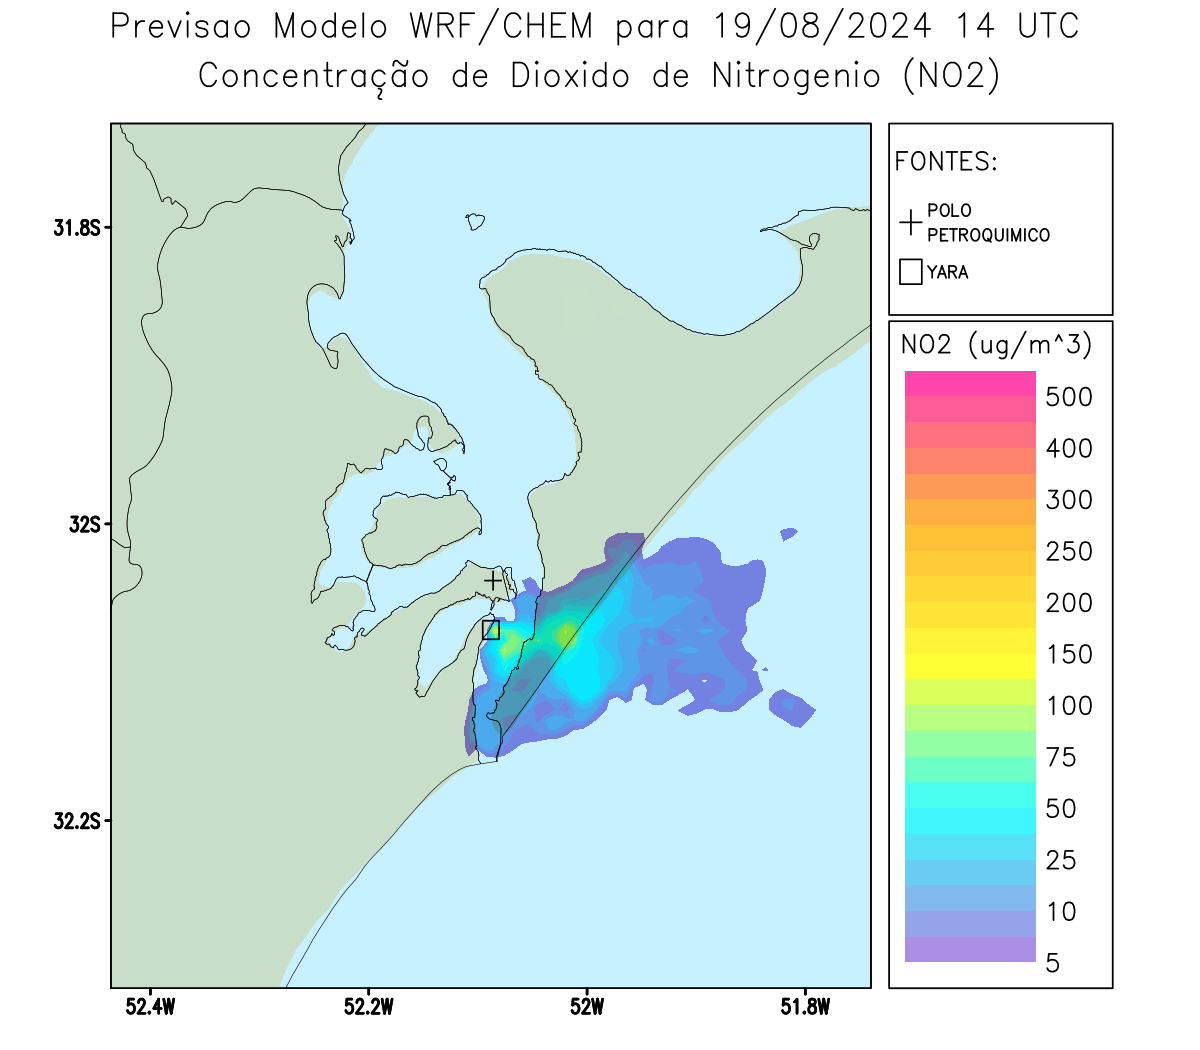 Previsao Modelo WRF/CHEM para 19/08/2024 14 UTC
Concentração de Dioxido de Nitrogenio (NO2)
FONTES:
POLO
PETROQUIMICO
YARA
NO2 (ug/m^3)
500
400
300
250
200
150
100
75
50
25
10
5
31.8S
32S
32.2S
52.4W
52.2W
52W
51.8W